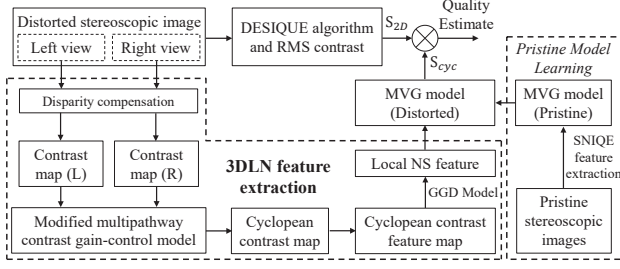 Distorted stereoscopic image
Left view
Right view
DESIQUE algorithm
and RMS contrast
S2D
Quality
Estimate
Scyc
Disparity compensation
Contrast
map (L)
Contrast
map (R)
Modified multipathway
contrast gain-control model
Cyclopean
contrast map
Cyclopean contrast
feature map
3DLN feature
extraction
GGD Model
Local NS feature
MVG model
(Distorted)
Pristine Model
Learning
MVG model
(Pristine)
SNIQE
feature
extraction
Pristine
stereoscopic
images